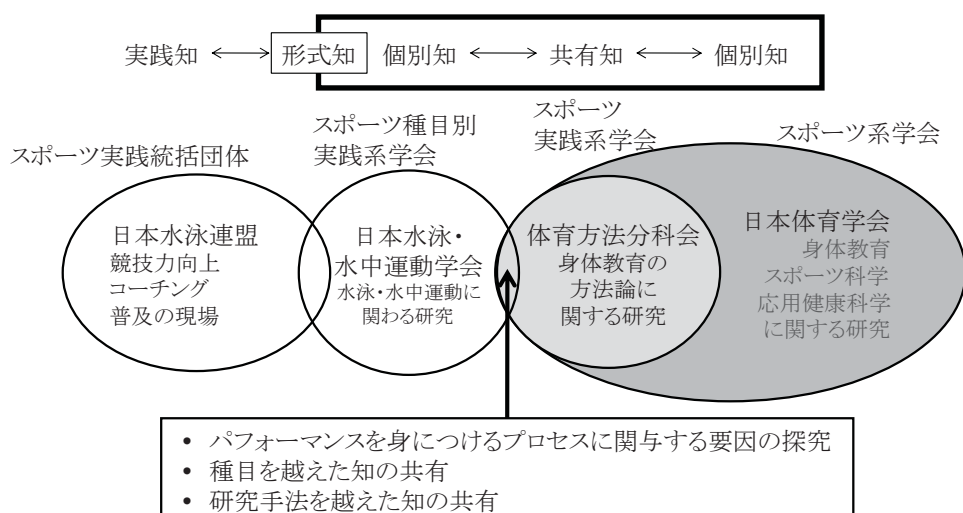 実践知 ⟷ 形式知 個別知 ⟷ 共有知 ⟷ 個別知
スポーツ実践統括団体
スポーツ種目別
実践系学会
スポーツ
実践系学会
スポーツ系学会
日本水泳連盟
競技力向上
コーチング
普及の現場
日本水泳・
水中運動学会
水泳・水中運動に
関わる研究
体育方法分科会
身体教育の
方法論に
関する研究
日本体育学会
身体教育
スポーツ科学
応用健康科学
に関する研究
• パフォーマンスを身につけるプロセスに関与する要因の探究
• 種目を越えた知の共有
• 研究手法を越えた知の共有